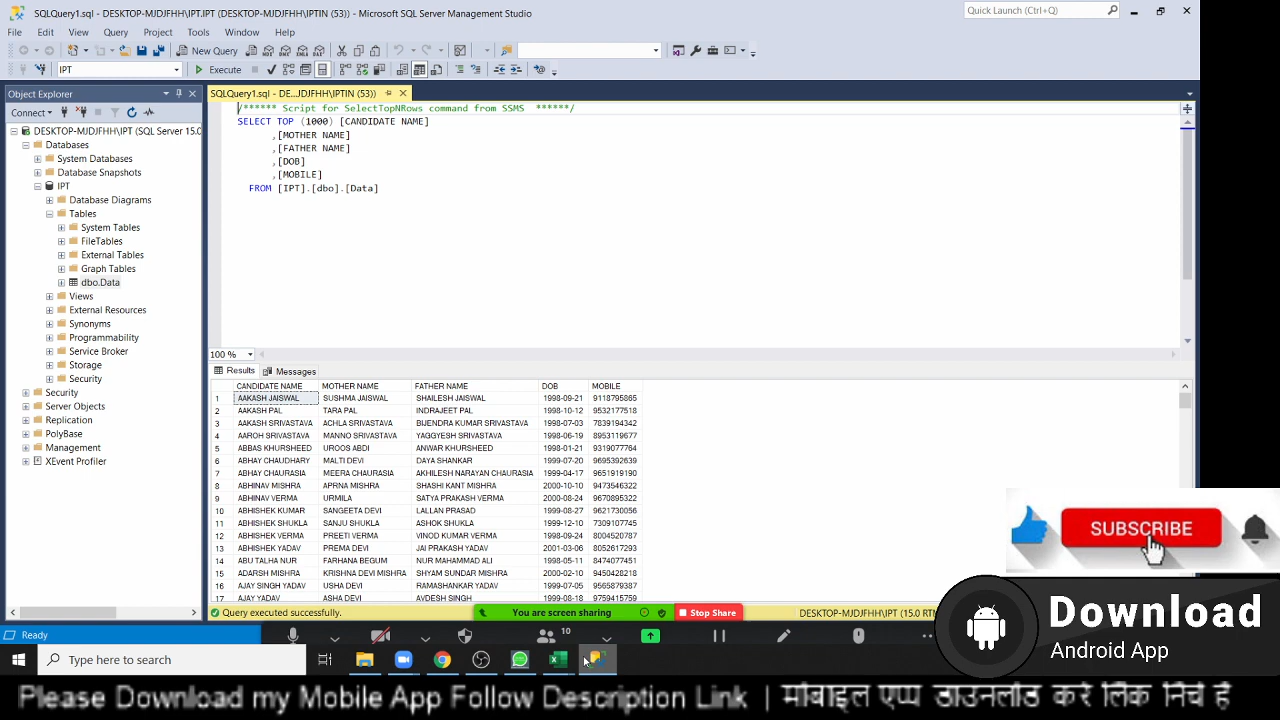 SQLQuery1.sql - DESKTOP-MJDJFHH\IPT.IPT (DESKTOP-MJDJFHH\IPTIN (53)) - Microsoft SQL Server Management Studio
Quick Launch (Ctrl+Q)
File Edit View Query Project Tools Window Help
New Query
IPT Execute
Object Explorer
SQLQuery1.sql - DE...JDJFHH\IPTIN (53))
Connect
DESKTOP-MJDJFHH\IPT (SQL Server 15.0
Databases
System Databases
Database Snapshots
IPT
Database Diagrams
Tables
System Tables
FileTables
External Tables
Graph Tables
dbo.Data
Views
External Resources
Synonyms
Programmability
Service Broker
Storage
Security
Security
Server Objects
Replication
PolyBase
Management
XEvent Profiler
/****** Script for SelectTopNRows command from SSMS ******/
SELECT TOP (1000) [CANDIDATE NAME]
,[MOTHER NAME]
,[FATHER NAME]
,[DOB]
,[MOBILE]
FROM [IPT].[dbo].[Data]
100 %
Results Messages
CANDIDATE NAME MOTHER NAME FATHER NAME DOB MOBILE
1 AAKASH JAISWAL SUSHMA JAISWAL SHAILESH JAISWAL 1998-09-21 9118795865
2 AAKASH PAL TARA PAL INDRAJEET PAL 1998-10-12 9532177518
3 AAKASH SRIVASTAVA ACHLA SRIVASTAVA BIJENDRA KUMAR SRIVASTAVA 1998-07-03 7839194342
4 AAROH SRIVASTAVA MANNO SRIVASTAVA YAGGYESH SRIVASTAVA 1998-06-19 8953119677
5 ABBAS KHURSHEED UROOS ABDI ANWAR KHURSHEED 1998-01-21 9319077764
6 ABHAY CHAUDHARY MALTI DEVI DAYA SHANKAR 1999-07-20 9695392639
7 ABHAY CHAURASIA MEERA CHAURASIA AKHILESH NARAYAN CHAURASIA 1999-04-17 9651919190
8 ABHINAV MISHRA APRNA MISHRA SHASHI KANT MISHRA 2000-10-10 9473546322
9 ABHINAV VERMA URMILA SATYA PRAKASH VERMA 2000-08-24 9670895322
10 ABHISHEK KUMAR SANGEETA DEVI LALLAN PRASAD 1999-08-27 9621730056
11 ABHISHEK SHUKLA SANJU SHUKLA ASHOK SHUKLA 1999-12-10 7309107745
12 ABHISHEK VERMA PREETI VERMA VINOD KUMAR VERMA 1998-09-24 8004520787
13 ABHISHEK YADAV PREMA DEVI JAI PRAKASH YADAV 2001-03-06 8052617293
14 ABU TALHA NUR FARHANA BEGUM NUR MAHAMMAD ALI 1998-05-11 8474077451
15 ADARSH MISHRA KRISHNA DEVI MISHRA SHYAM SUNDAR MISHRA 2000-02-10 9450428218
16 AJAY SINGH YADAV USHA DEVI RAMASHANKAR YADAV 1999-07-05 9565879387
17 AJAY YADAV ASHA DEVI AVDESH SINGH 1999-08-18 9759415759
Query executed successfully.
You are screen sharing
Stop Share
DESKTOP-MJDJFHH\IPT (15.0 RTM
Ready
10
Type here to search
SUBSCRIBE
Download
Android App
Please Download my Mobile App Follow Description Link | मोबाइल एप्प डाउनलोड करे लिंक निचे है